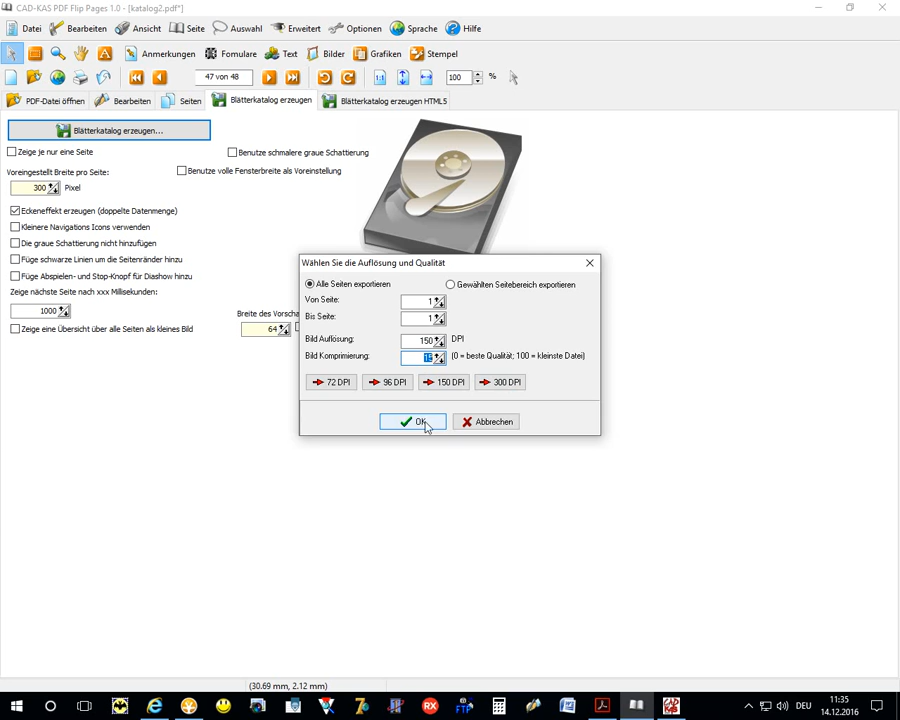 CAD-KAS PDF Flip Pages 1.0 - [katalog2.pdf*]
Datei Bearbeiten Ansicht Seite Auswahl Erweitert Optionen Sprache Hilfe
Anmerkungen Fomulare Text Bilder Grafiken Stempel
47 von 48 1:1 100 %
PDF-Datei öffnen Bearbeiten Seiten Blätterkatalog erzeugen Blätterkatalog erzeugen HTML5
Blätterkatalog erzeugen...
Zeige je nur eine Seite
Benutze schmalere graue Schattierung
Voreingestellt Breite pro Seite:
Benutze volle Fensterbreite als Voreinstellung
300 Pixel
Eckeneffekt erzeugen (doppelte Datenmenge)
Kleinere Navigations Icons verwenden
Die graue Schattierung nicht hinzufügen
Füge schwarze Linien um die Seitenränder hinzu
Füge Abspielen- und Stop-Knopf für Diashow hinzu
Zeige nächste Seite nach xxx Millisekunden:
1000
Breite des Vorscha
64
Zeige eine Übersicht über alle Seiten als kleines Bild
Wählen Sie die Auflösung und Qualität
Alle Seiten exportieren
Gewählten Seitebereich exportieren
Von Seite: 1
Bis Seite: 1
Bild Auflösung: 150 DPI
Bild Komprimierung: 15 (0 = beste Qualität; 100 = kleinste Datei)
72 DPI 96 DPI 150 DPI 300 DPI
OK Abbrechen
(30.69 mm, 2.12 mm)
RX FTP DEU
11:35
14.12.2016